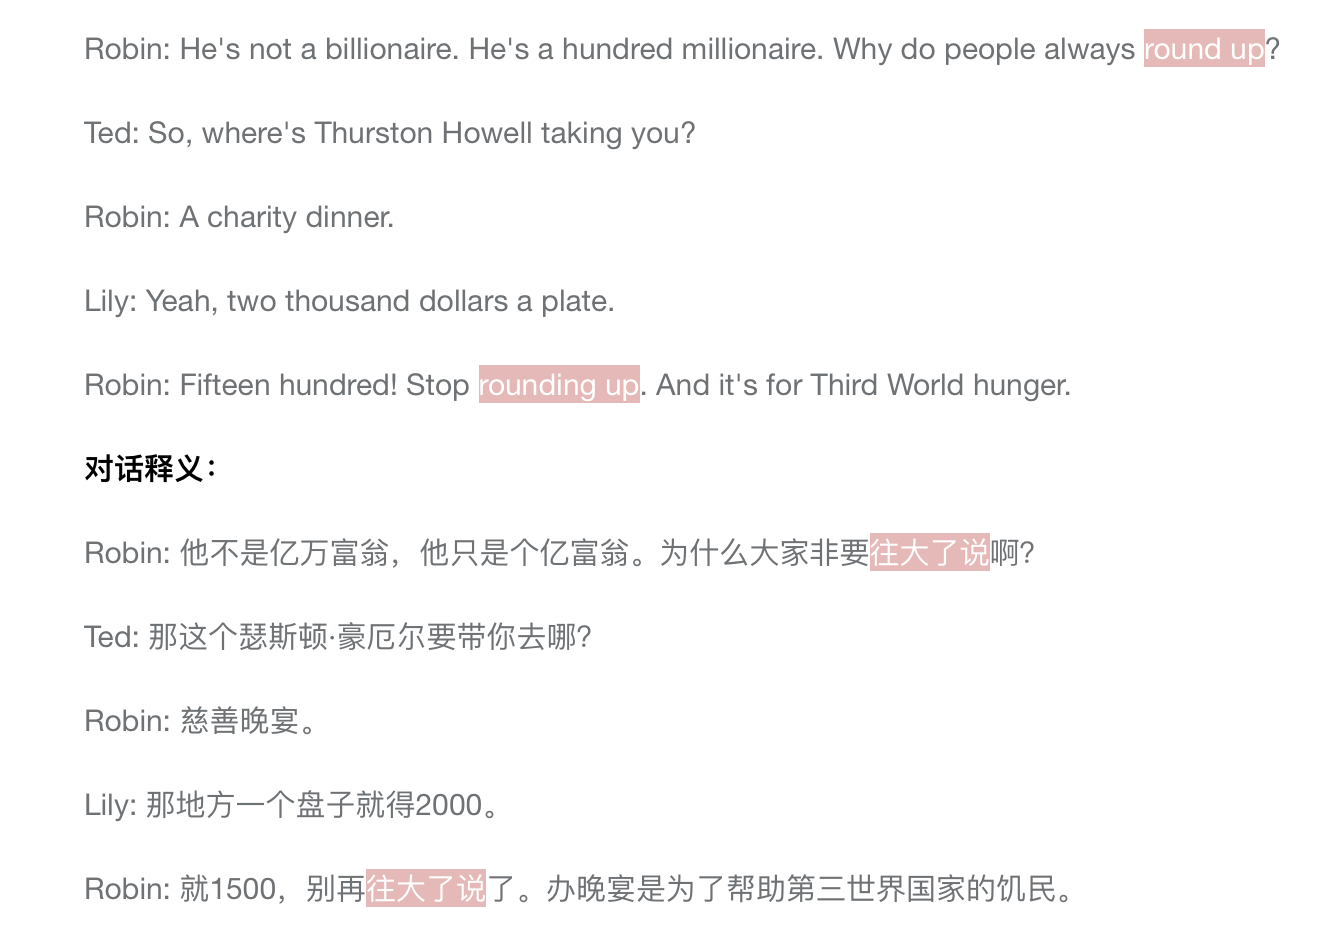 Robin: He's not a billionaire. He's a hundred millionaire. Why do people always round up?
Ted: So, where's Thurston Howell taking you?
Robin: A charity dinner.
Lily: Yeah, two thousand dollars a plate.
Robin: Fifteen hundred! Stop rounding up. And it's for Third World hunger.
对话释义：
Robin: 他不是亿万富翁，他只是个亿富翁。为什么大家非要往大了说啊?
Ted: 那这个瑟斯顿·豪厄尔要带你去哪?
Robin: 慈善晚宴。
Lily: 那地方一个盘子就得2000。
Robin: 就1500，别再往大了说了。办晚宴是为了帮助第三世界国家的饥民。